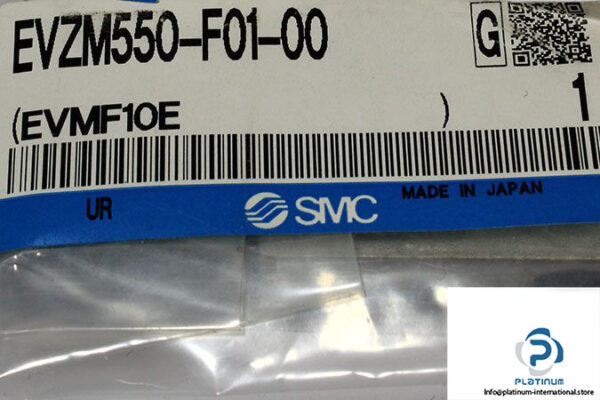 EVZM550-F01-00
G
(EVMF10E )
1
UR
SMC
MADE IN JAPAN
PLATINUM
Info@platinum-international.store